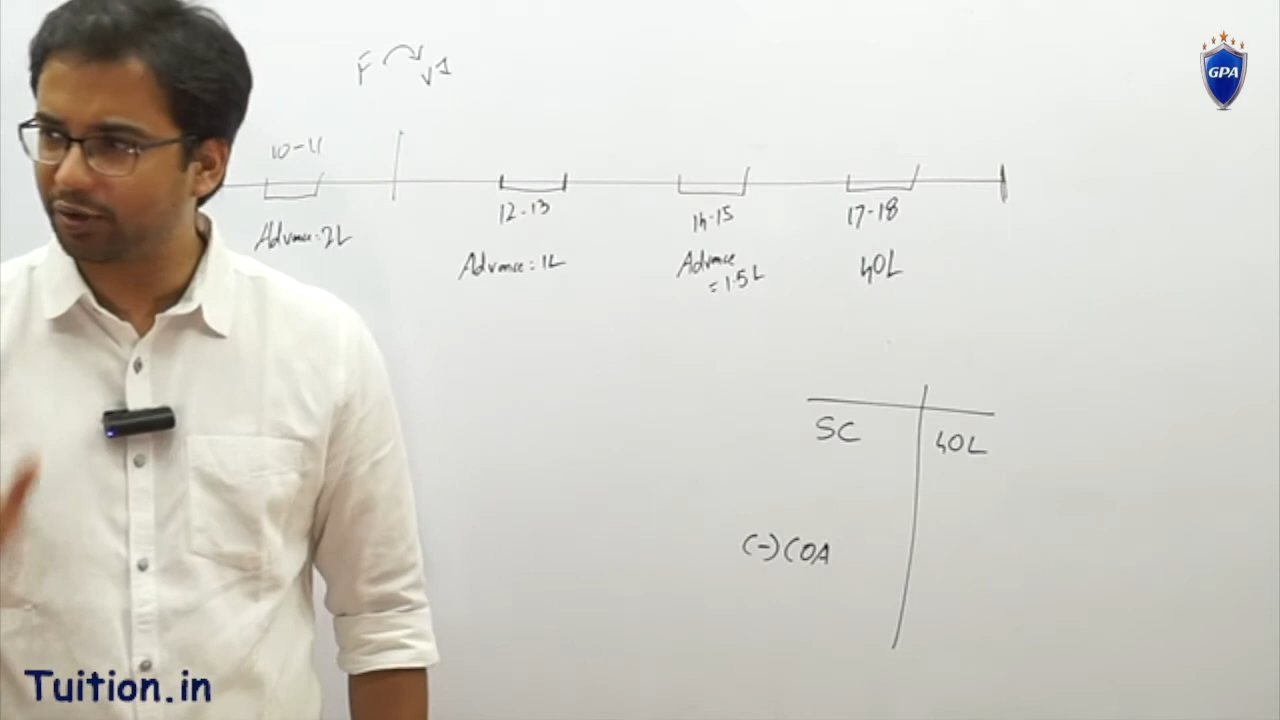 GPA
F V1
10-11
12-13
14-15
17-18
Advance: 2L
Advance: 1L
Advance
= 1.5L
40L
SC 40L
(-) COA
Tuition.in